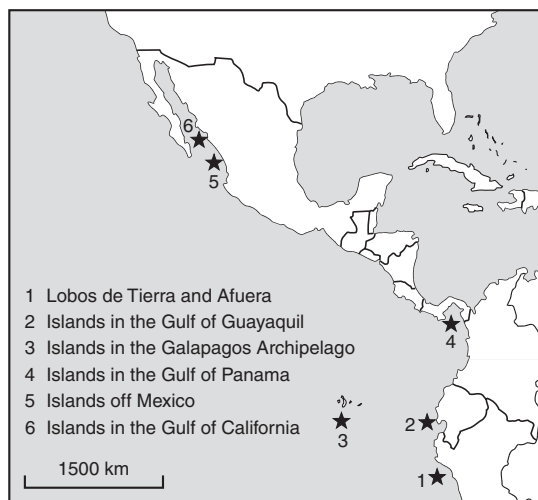 6
5
1 Lobos de Tierra and Afuera
2 Islands in the Gulf of Guayaquil
3 Islands in the Galapagos Archipelago
4 Islands in the Gulf of Panama
5 Islands off Mexico
6 Islands in the Gulf of California
4
2
3
1
1500 km